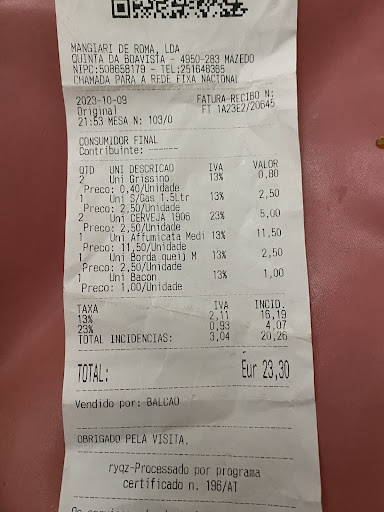 MANGIARI DE ROMA, LDA
QUINTA DA BOAVISTA - 4950-283 MAZEDO
NIPC:508658179 - TEL:251648365
CHAMADA PARA A REDE FIXA NACIONAL
2023-10-09 FATURA-RECIBO N:
Original FT 1A23E2/20645
21:53 MESA N: 103/0
CONSUMIDOR FINAL
Contribuinte: -------
QTD UNI DESCRICAO IVA VALOR
2 Uni Grissino 13% 0,80
Preco: 0,40/Unidade
1 Uni S/Gas 1.5Ltr 13% 2,50
Preco: 2,50/Unidade
2 Uni CERVEJA 1906 23% 5,00
Preco: 2,50/Unidade
1 Uni Affumicata Medi 13% 11,50
Preco: 11,50/Unidade
1 Uni Borda queij M 13% 2,50
Preco: 2,50/Unidade
1 Uni Bacon 13% 1,00
Preco: 1,00/Unidade
TAXA IVA INCID.
13% 2,11 16,19
23% 0,93 4,07
TOTAL INCIDENCIAS: 3,04 20,26
TOTAL: Eur 23,30
Vendido por: BALCAO
OBRIGADO PELA VISITA.
ryqz-Processado por programa
certificado n. 196/AT